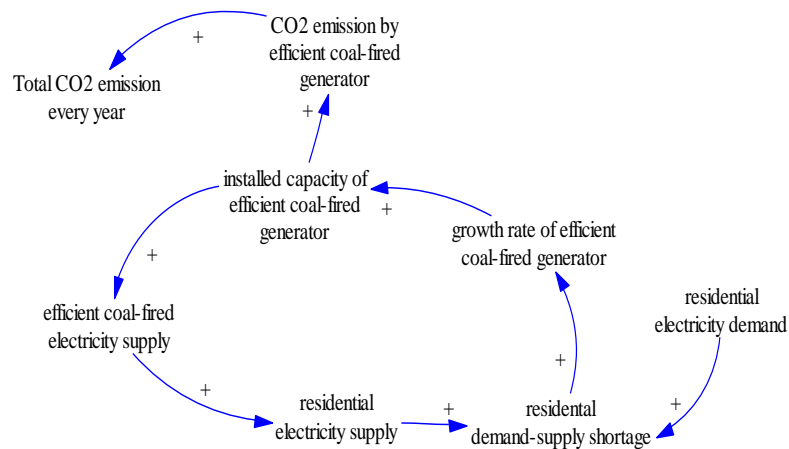 CO2 emission by
efficient coal-fired
generator
+
Total CO2 emission
every year
+
installed capacity of
efficient coal-fired
generator
+
growth rate of efficient
coal-fired generator
+
efficient coal-fired
electricity supply
residential
electricity demand
+
+
residential
electricity supply
+
residental
demand-supply shortage
+